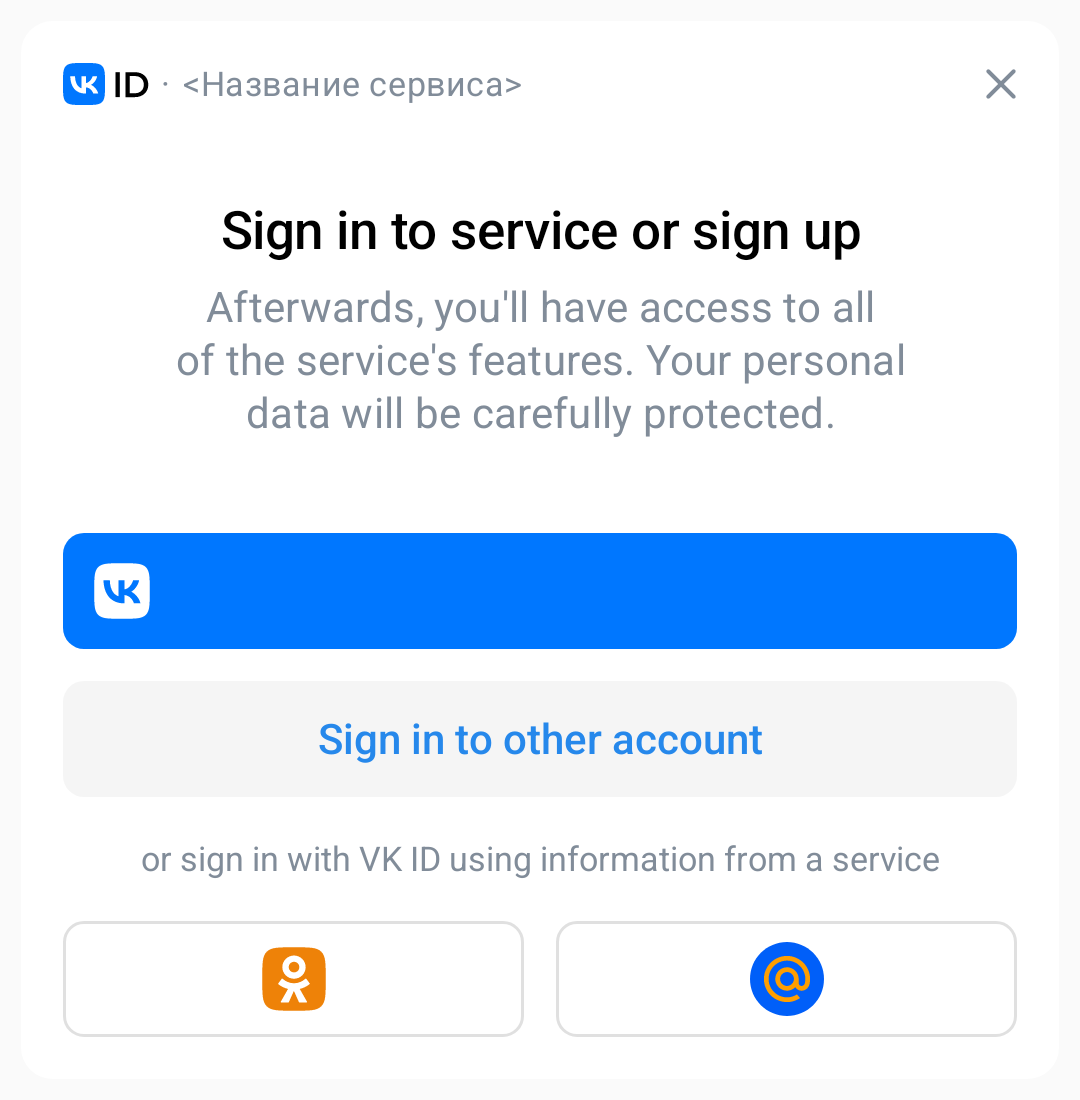 VK ID · <Название сервиса>
Sign in to service or sign up
Afterwards, you'll have access to all
of the service's features. Your personal
data will be carefully protected.
VK
Sign in to other account
or sign in with VK ID using information from a service
@